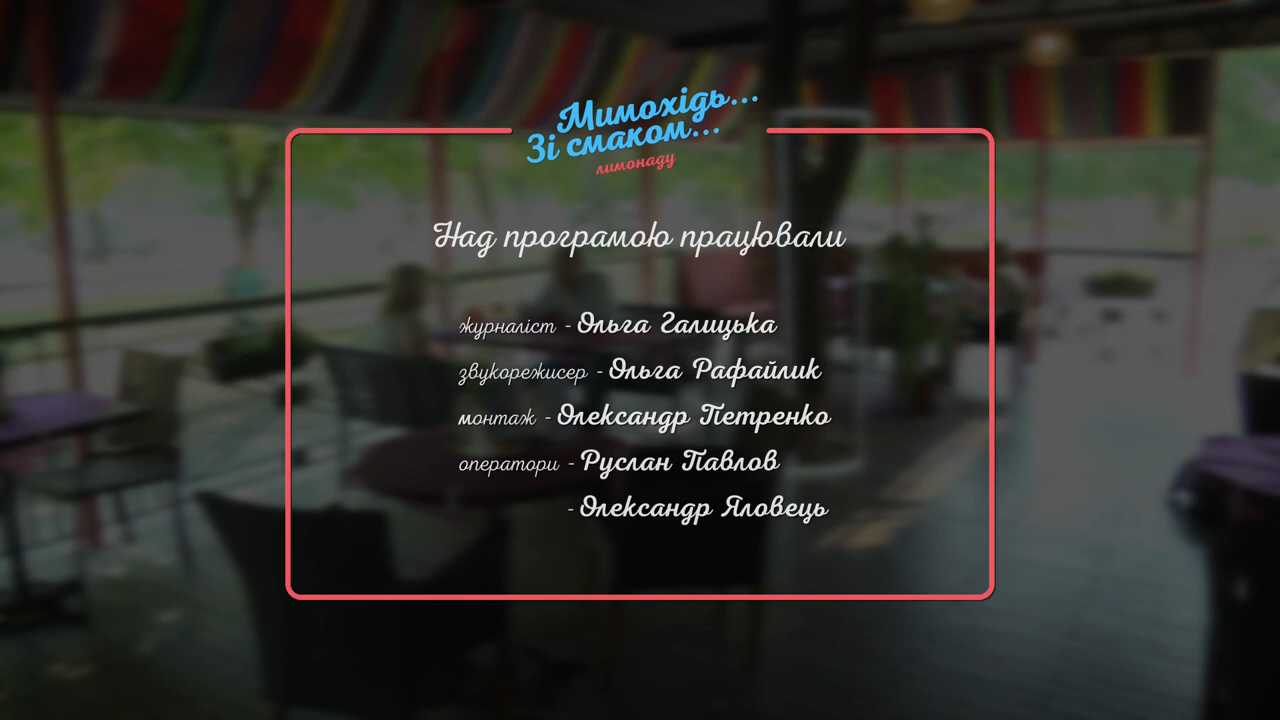 Мимохідь...
Зі смаком...
лимонаду
Над програмою працювали
журналіст - Ольга Галицька
звукорежисер - Ольга Рафайлик
монтаж - Олександр Петренко
оператори - Руслан Павлов
- Олександр Яловець